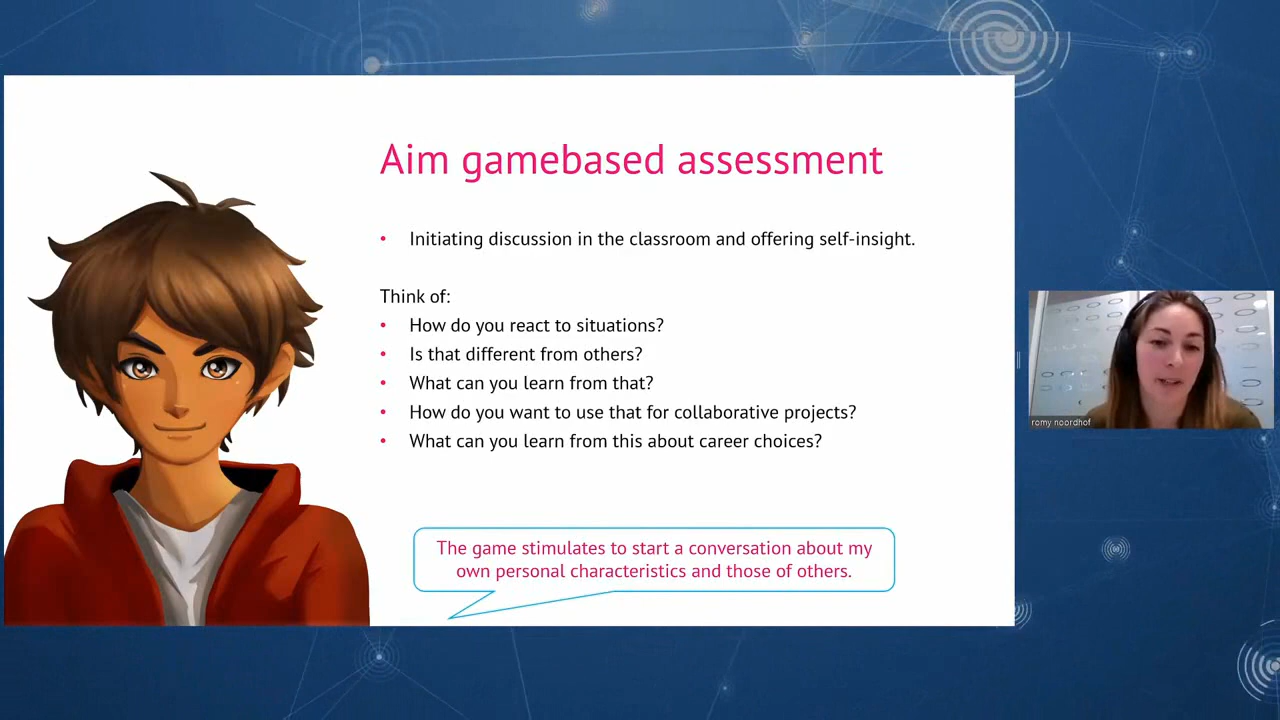 Aim gamebased assessment
• Initiating discussion in the classroom and offering self-insight.
Think of:
• How do you react to situations?
• Is that different from others?
• What can you learn from that?
• How do you want to use that for collaborative projects?
• What can you learn from this about career choices?
The game stimulates to start a conversation about my
own personal characteristics and those of others.
romy noordhof